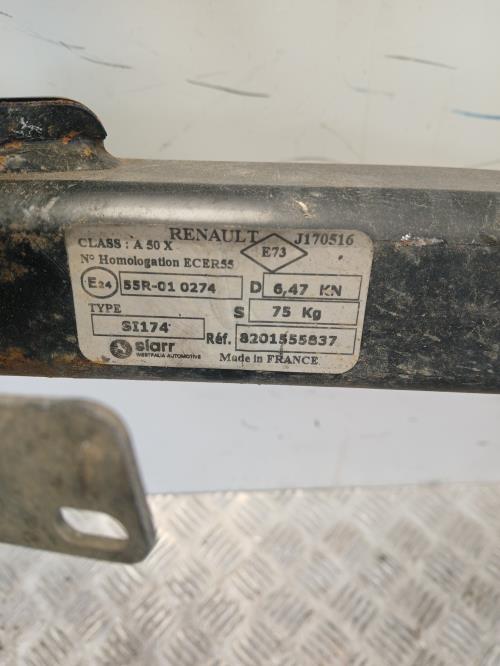 RENAULT J170516
CLASS : A 50 X E73
Nº Homologation ECER55
E24 55R-01 0274 D 6,47 KN
TYPE S 75 Kg
SI174 Réf. 8201555837
siarr
WESTFALIA AUTOMOTIVE Made in FRANCE